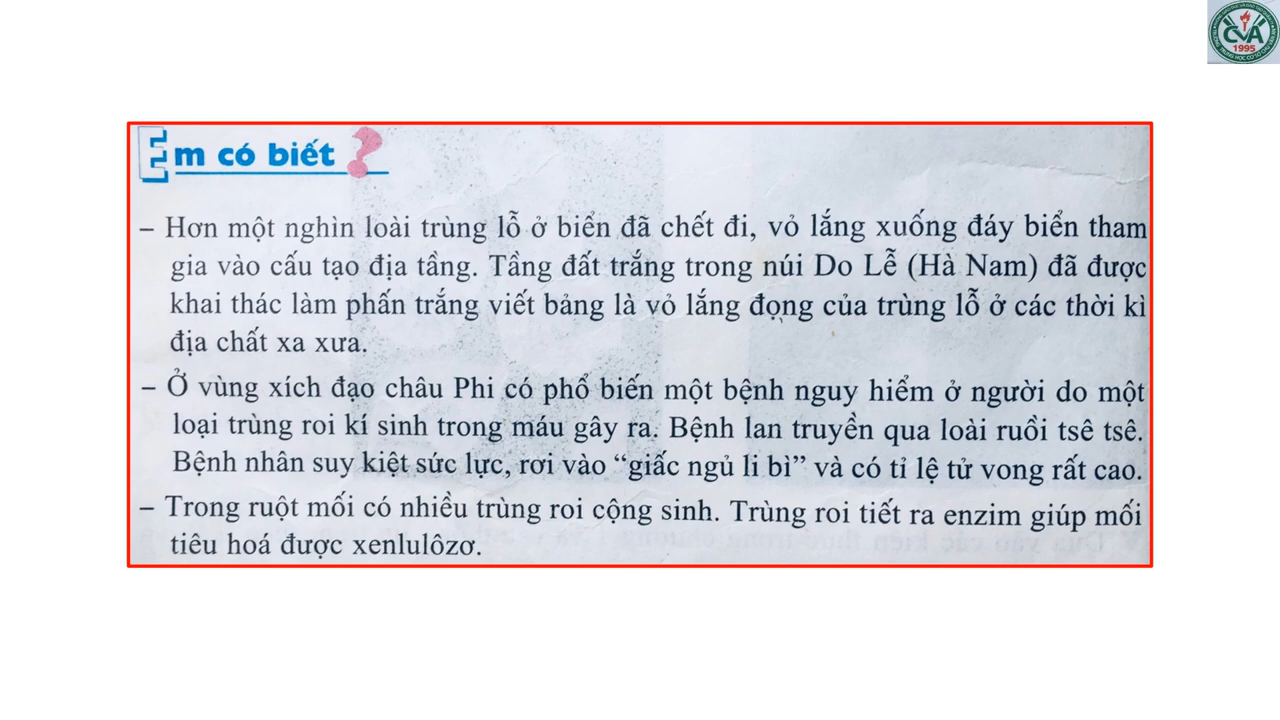 CVA
1995
Em có biết ?
– Hơn một nghìn loài trùng lỗ ở biển đã chết đi, vỏ lắng xuống đáy biển tham
gia vào cấu tạo địa tầng. Tầng đất trắng trong núi Do Lễ (Hà Nam) đã được
khai thác làm phấn trắng viết bảng là vỏ lắng đọng của trùng lỗ ở các thời kì
địa chất xa xưa.
– Ở vùng xích đạo châu Phi có phổ biến một bệnh nguy hiểm ở người do một
loại trùng roi kí sinh trong máu gây ra. Bệnh lan truyền qua loài ruồi tsê tsê.
Bệnh nhân suy kiệt sức lực, rơi vào “giấc ngủ li bì” và có tỉ lệ tử vong rất cao.
– Trong ruột mối có nhiều trùng roi cộng sinh. Trùng roi tiết ra enzim giúp mối
tiêu hoá được xenlulôzơ.